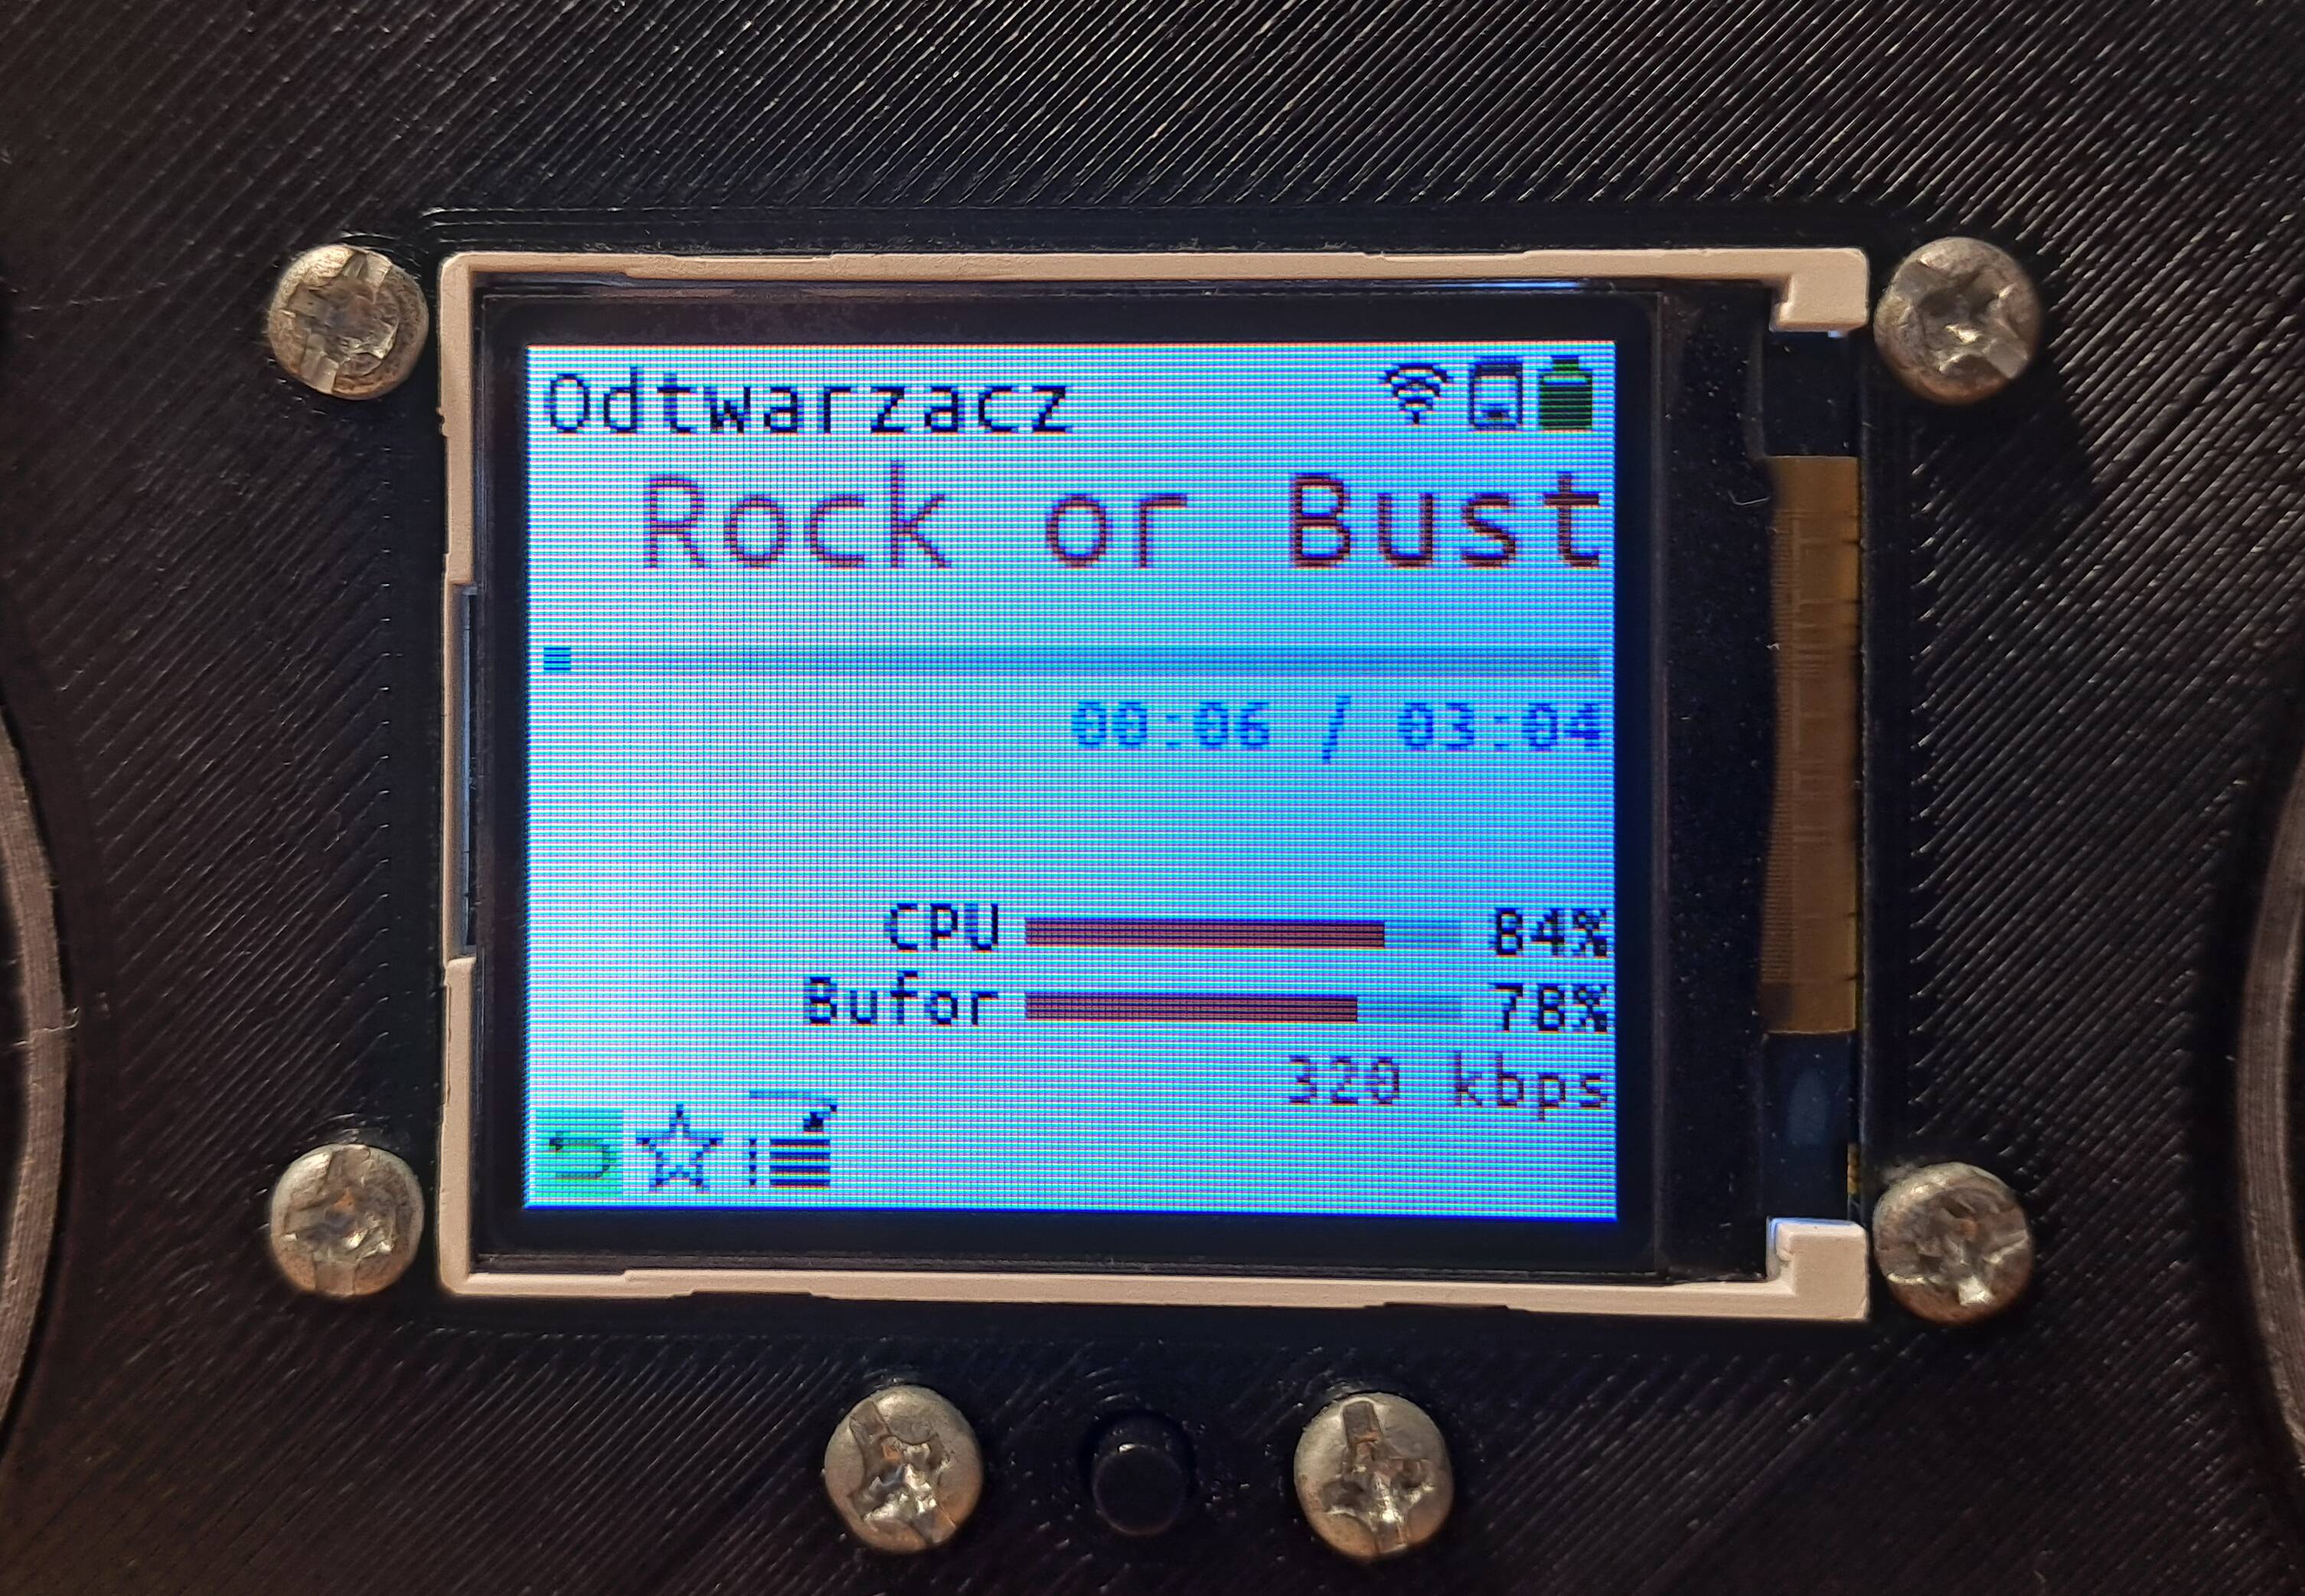 Odtwarzacz
Rock or Bust
00:06 / 03:04
CPU 84%
Bufor 78%
320 kbps